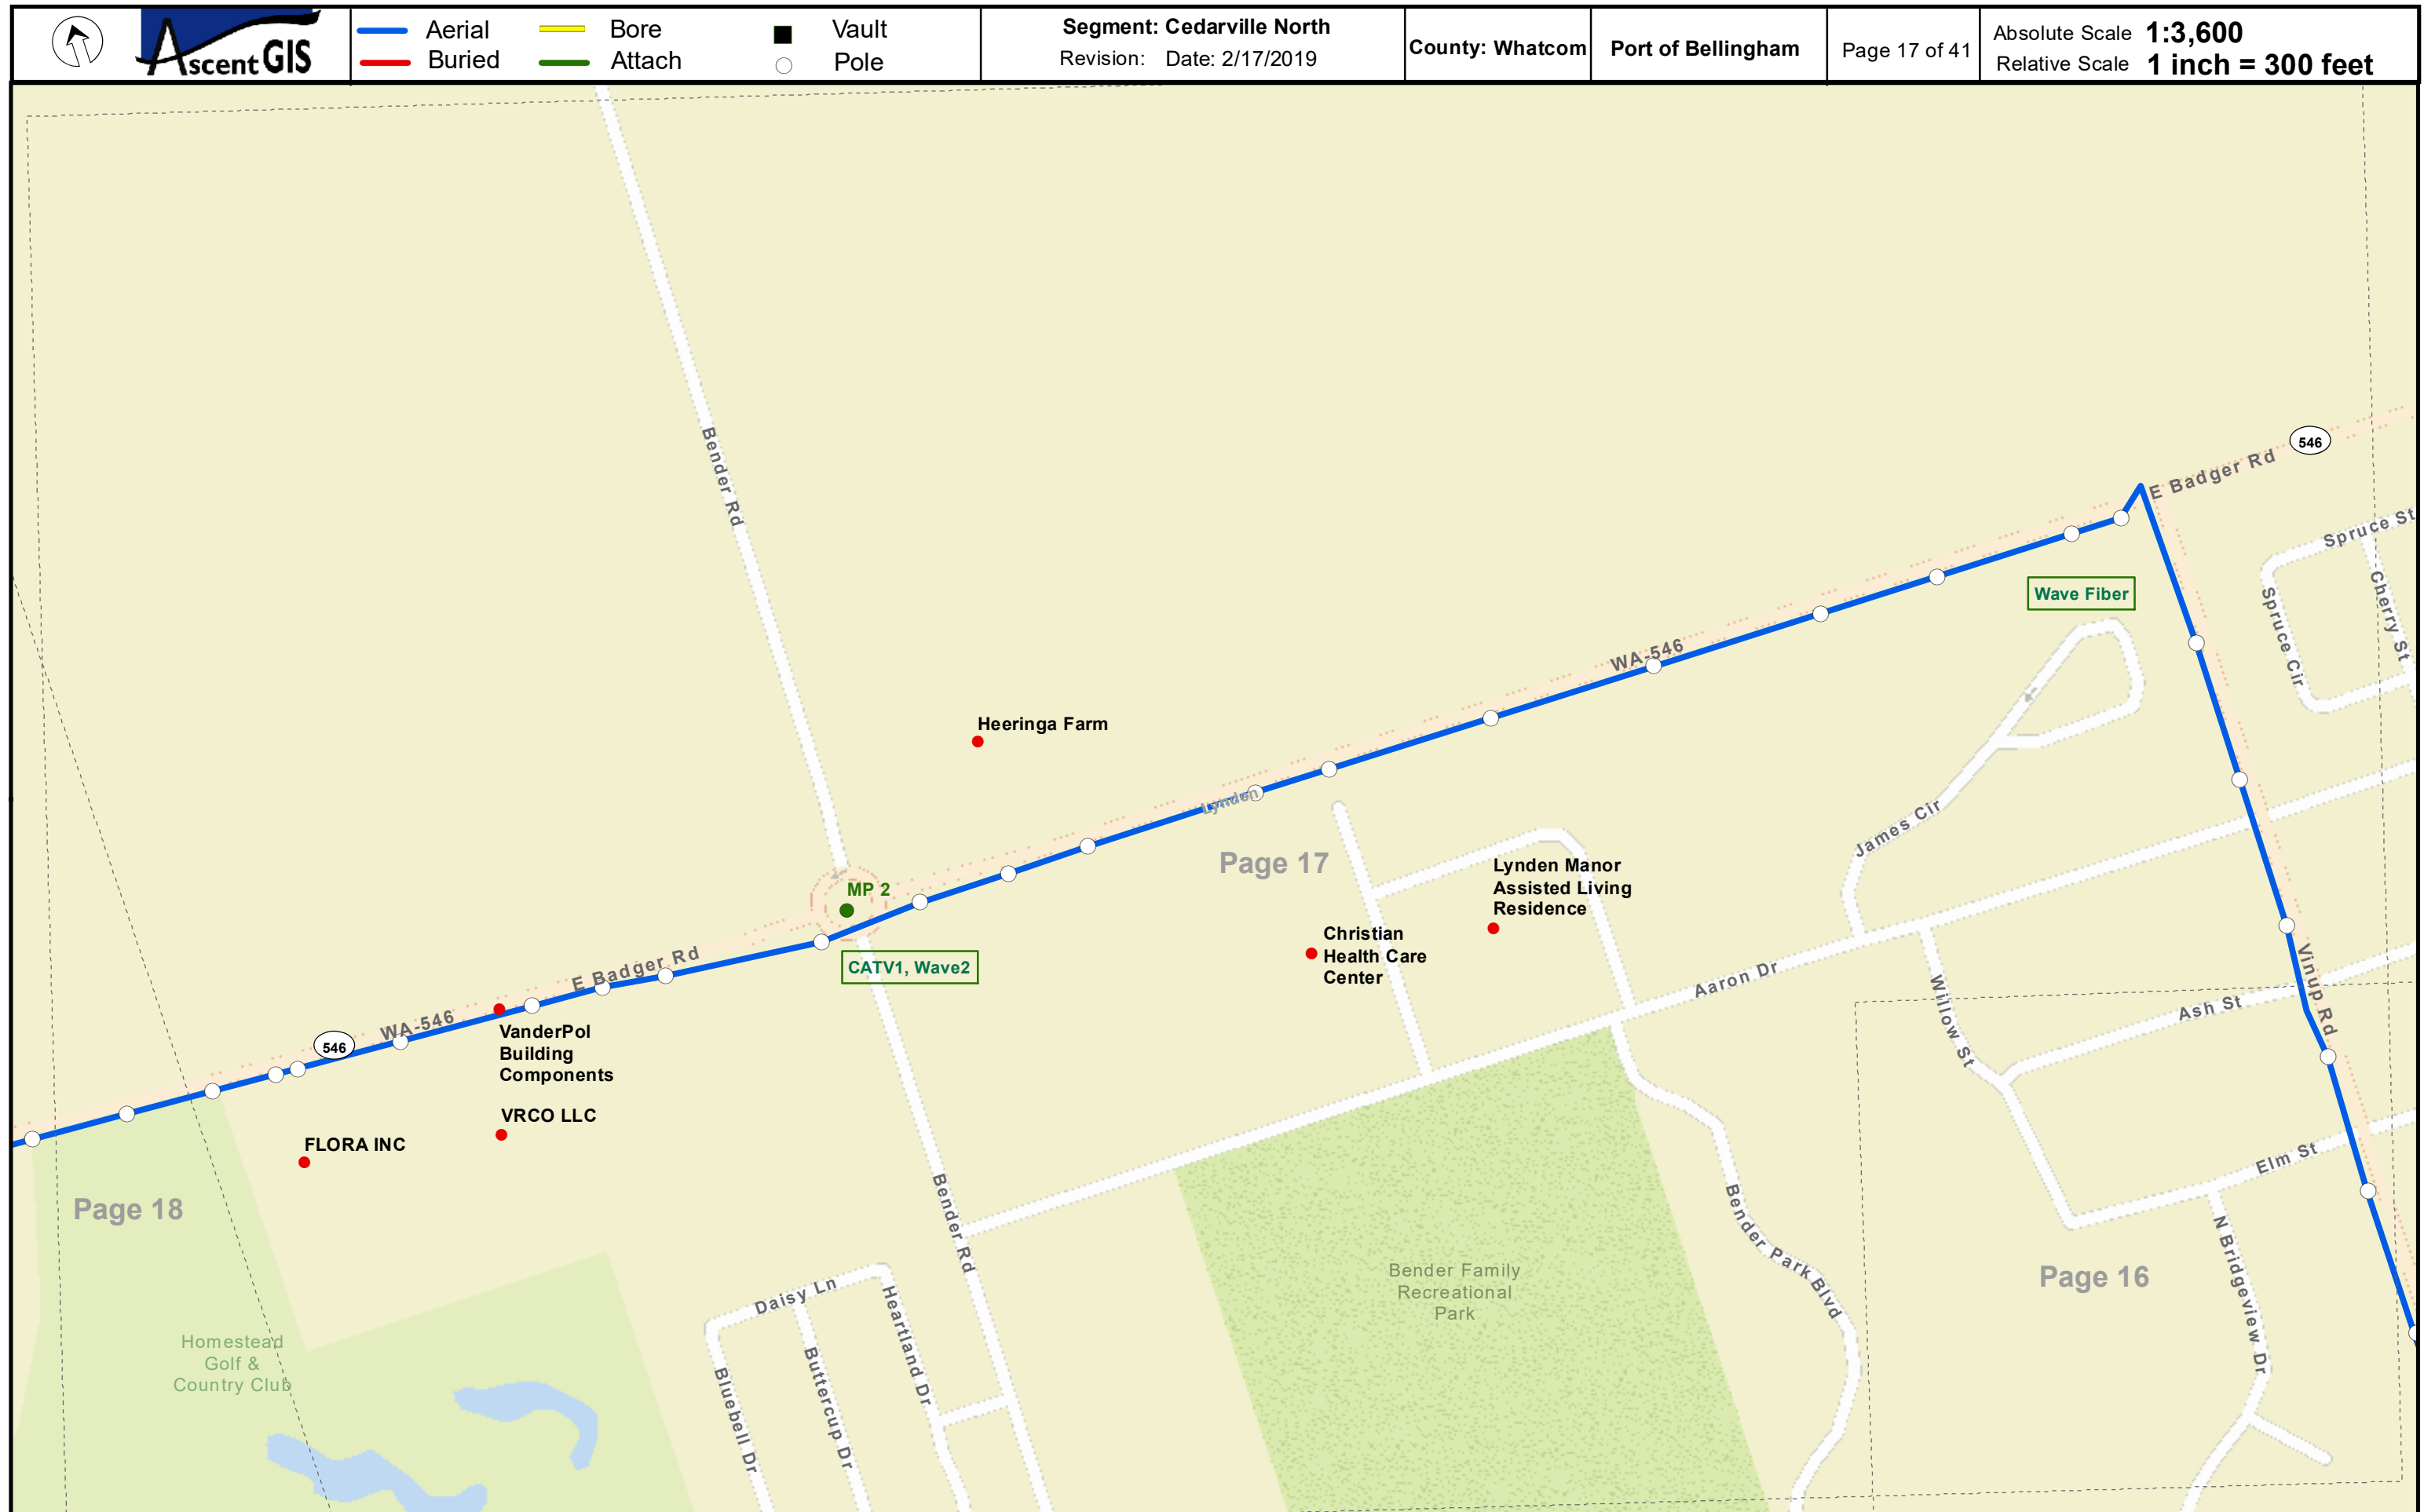 Ascent GIS
Aerial
Buried
Bore
Attach
Vault
Pole
Segment: Cedarville North
Revision: Date: 2/17/2019
County: Whatcom
Port of Bellingham
Page 17 of 41
Absolute Scale 1:3,600
Relative Scale 1 inch = 300 feet
Bender Rd
546
E Badger Rd
Spruce St
Cherry St
Spruce Cir
Wave Fiber
WA-546
Heeringa Farm
Lynden
James Cir
Page 17
Lynden Manor
Assisted Living
Residence
MP 2
Christian
Health Care
Center
CATV1, Wave2
E Badger Rd
Aaron Dr
Willow St
Vinup Rd
Ash St
WA-546
546
VanderPol
Building
Components
VRCO LLC
FLORA INC
Page 18
Bender Rd
Elm St
Bender Park Blvd
N Bridgeview Dr
Page 16
Bender Family
Recreational
Park
Daisy Ln
Heartland Dr
Buttercup Dr
Bluebell Dr
Homestead
Golf &
Country Club